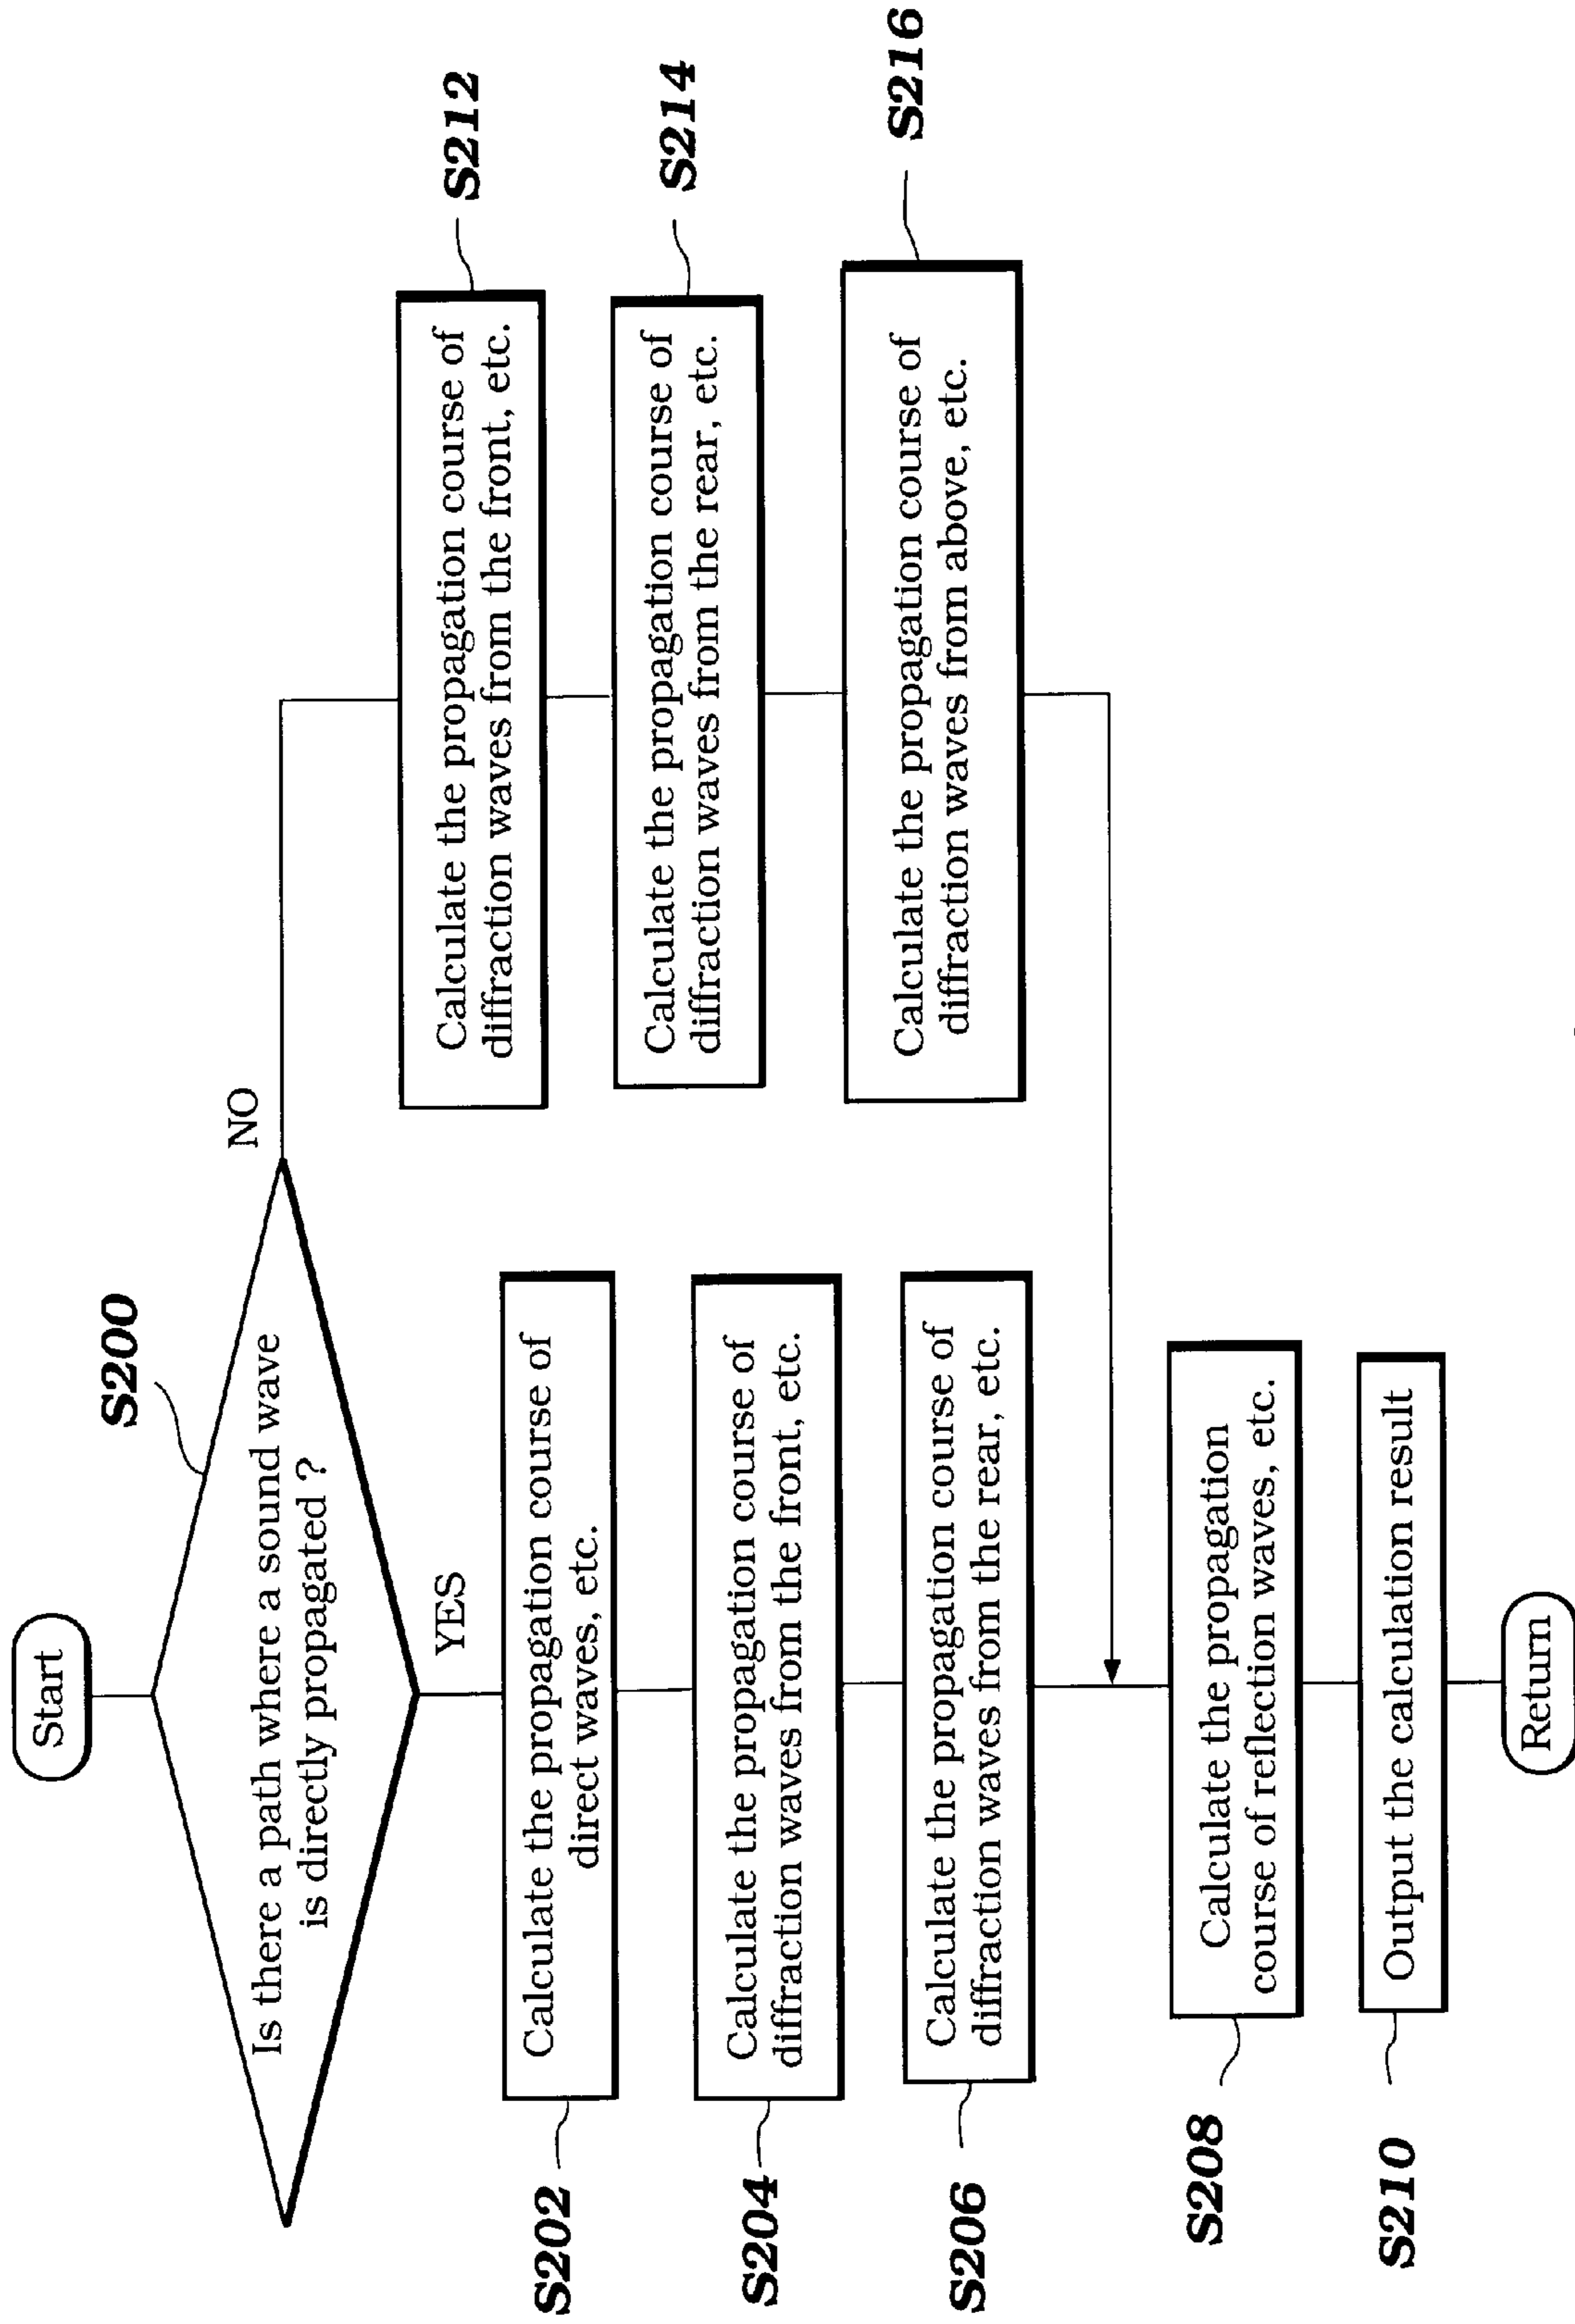 Start
S200
Is there a path where a sound wave
is directly propagated ?
NO
YES
S202
Calculate the propagation course of
direct waves, etc.
S204
Calculate the propagation course of
diffraction waves from the front, etc.
S206
Calculate the propagation course of
diffraction waves from the rear, etc.
S212
Calculate the propagation course of
diffraction waves from the front, etc.
S214
Calculate the propagation course of
diffraction waves from the rear, etc.
S216
Calculate the propagation course of
diffraction waves from above, etc.
S208
Calculate the propagation
course of reflection waves, etc.
S210
Output the calculation result
Return